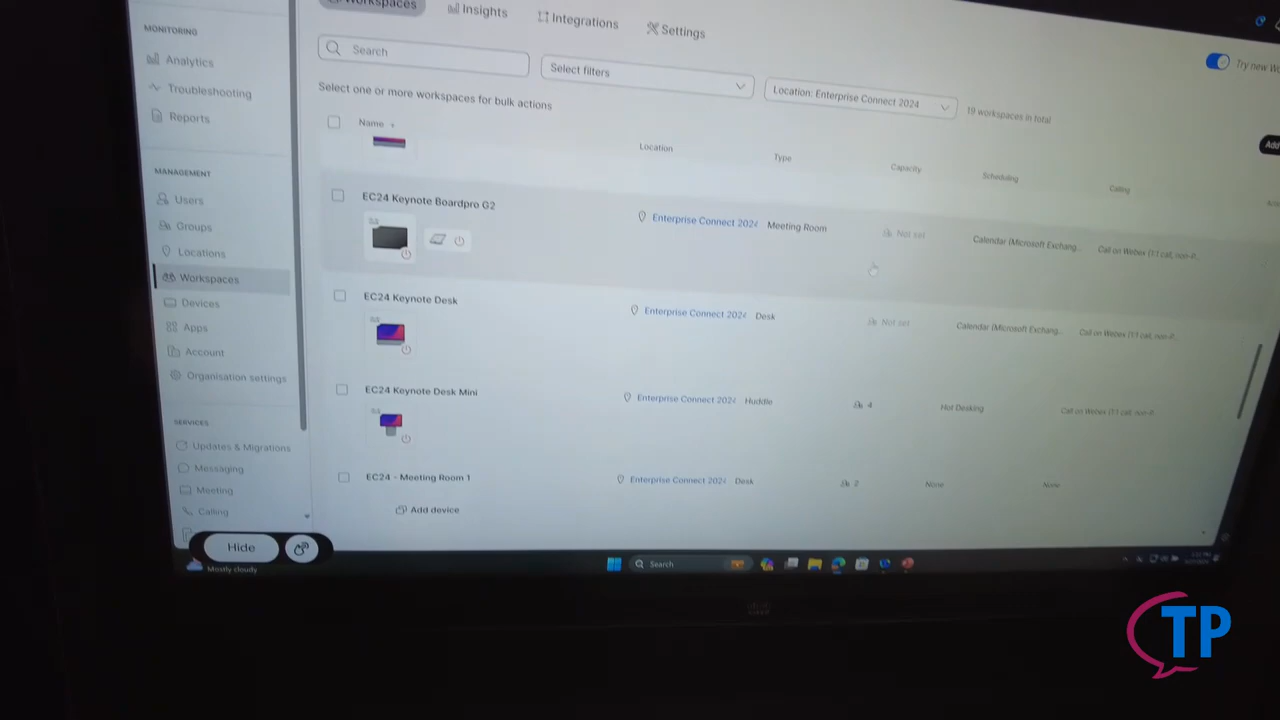 MONITORING
Analytics
Troubleshooting
Reports
MANAGEMENT
Users
Groups
Locations
Workspaces
Devices
Apps
Account
Organisation settings
SERVICES
Updates & Migrations
Messaging
Meeting
Calling
Hide
Mostly cloudy
Workspaces
Insights
Integrations
Settings
Search
Select filters
Location: Enterprise Connect 2024
19 workspaces in total
Try new
Add
Select one or more workspaces for bulk actions
Name Location Type Capacity Scheduling Calling
EC24 Keynote Boardpro G2 Enterprise Connect 2024 Meeting Room Not set Calendar (Microsoft Exchang... Call on Webex (1:1 call, non-P...
EC24 Keynote Desk Enterprise Connect 2024 Desk Not set Calendar (Microsoft Exchang... Call on Webex (1:1 call, non-P...
EC24 Keynote Desk Mini Enterprise Connect 2024 Huddle 4 Hot Desking Call on Webex (1:1 call, non-P...
EC24 - Meeting Room 1 Enterprise Connect 2024 Desk 2 None None
Add device
Search
TP